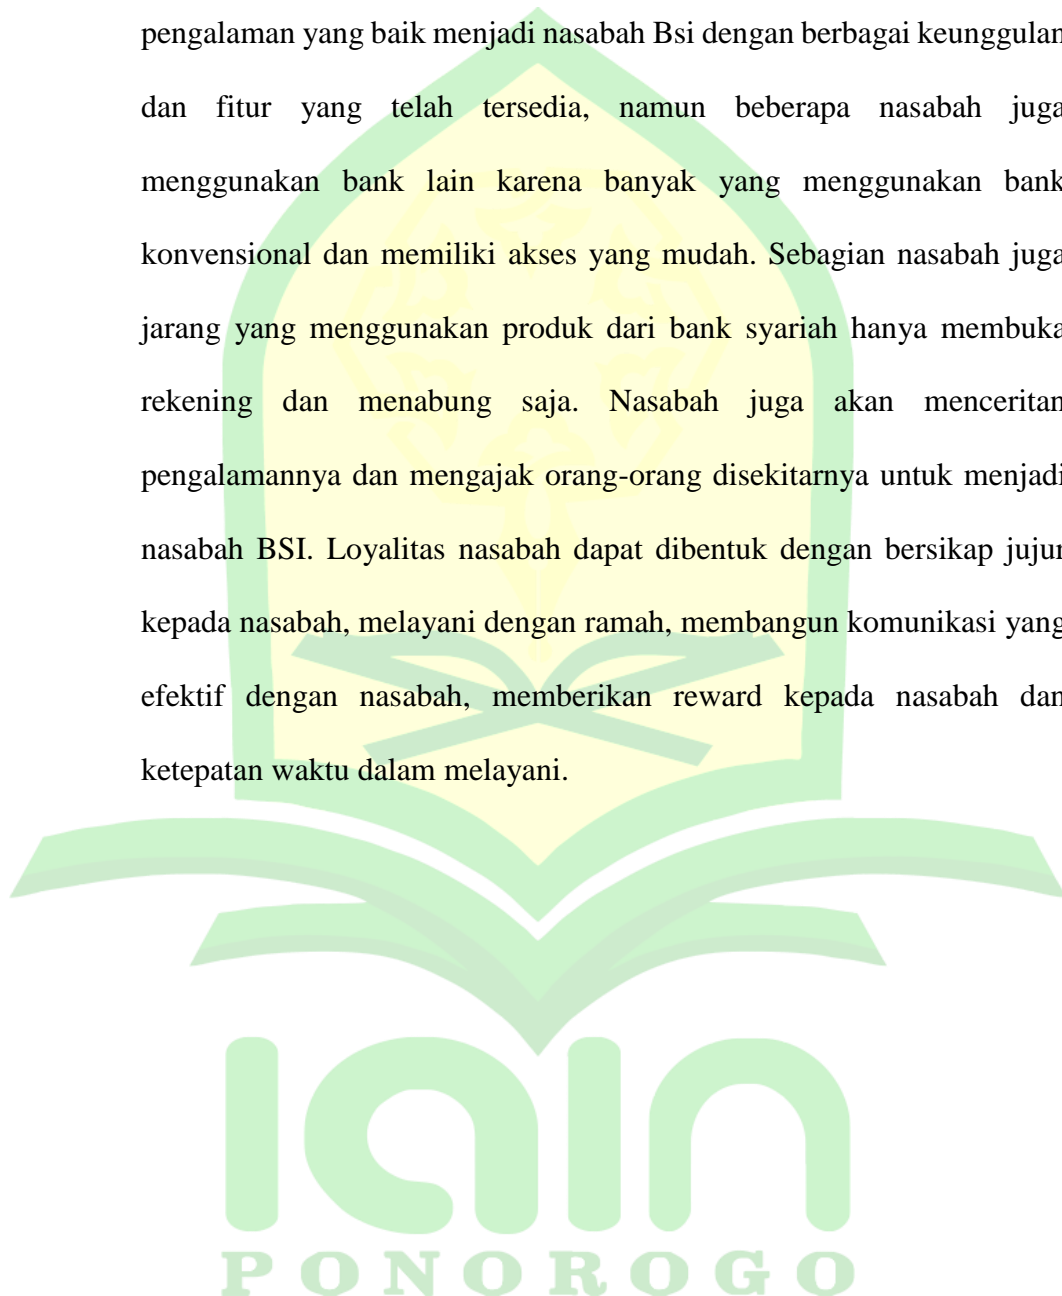 pengalaman yang baik menjadi nasabah Bsi dengan berbagai keunggulan
dan fitur yang telah tersedia, namun beberapa nasabah juga
menggunakan bank lain karena banyak yang menggunakan bank
konvensional dan memiliki akses yang mudah. Sebagian nasabah juga
jarang yang menggunakan produk dari bank syariah hanya membuka
rekening dan menabung saja. Nasabah juga akan menceritan
pengalamannya dan mengajak orang-orang disekitarnya untuk menjadi
nasabah BSI. Loyalitas nasabah dapat dibentuk dengan bersikap jujur
kepada nasabah, melayani dengan ramah, membangun komunikasi yang
efektif dengan nasabah, memberikan reward kepada nasabah dan
ketepatan waktu dalam melayani.
IAIN
PONOROGO